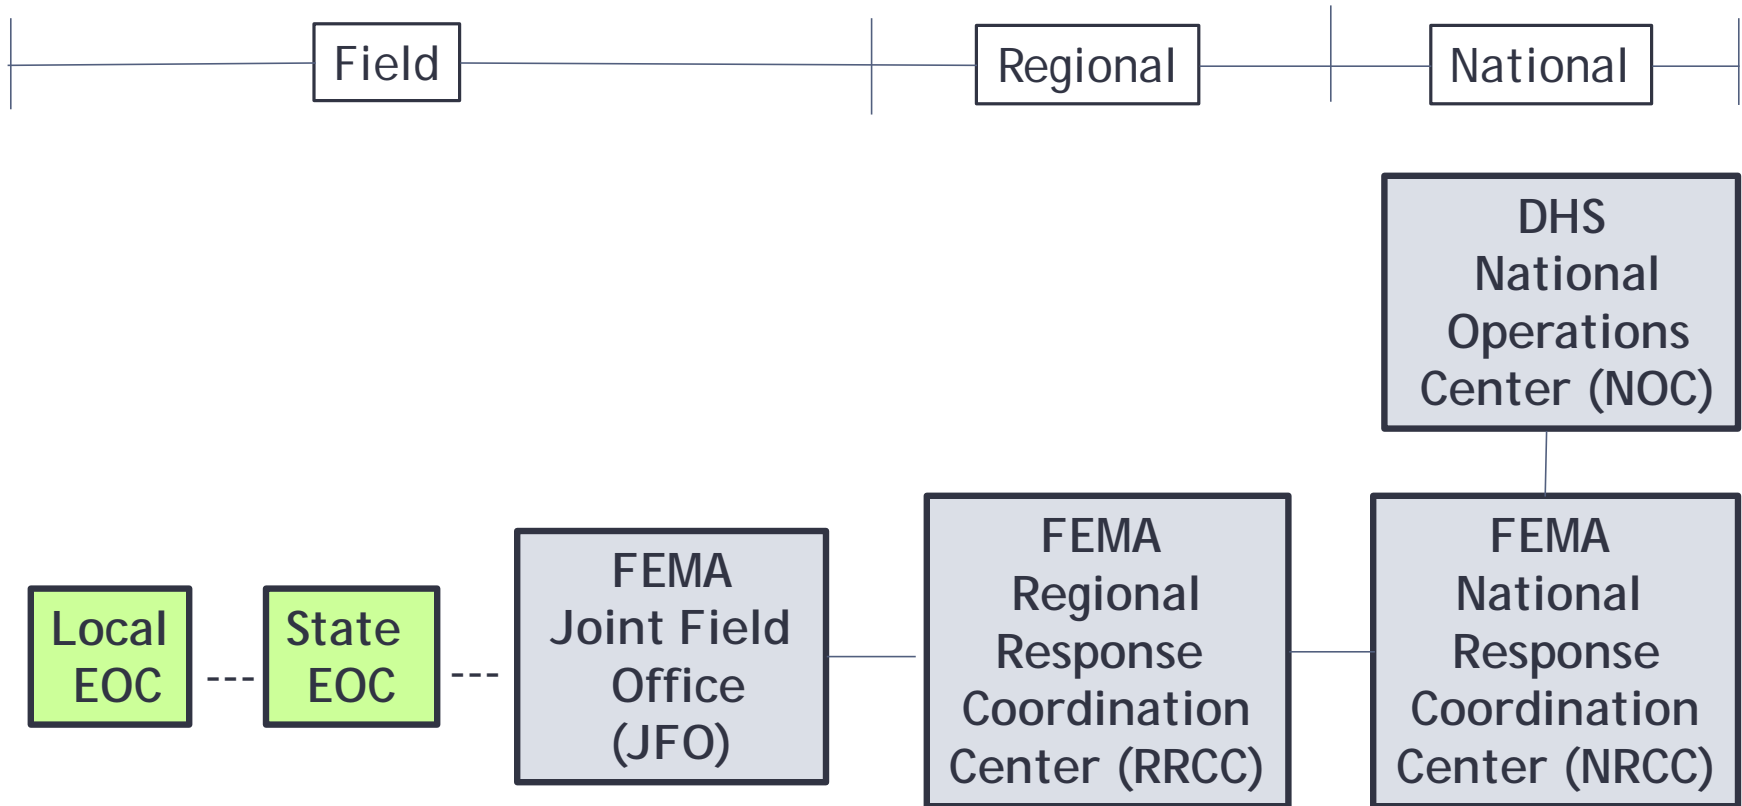 Field
Regional
National
DHS
National
Operations
Center (NOC)
Local
EOC
---
State
EOC
---
FEMA
Joint Field
Office
(JFO)
FEMA
Regional
Response
Coordination
Center (RRCC)
FEMA
National
Response
Coordination
Center (NRCC)